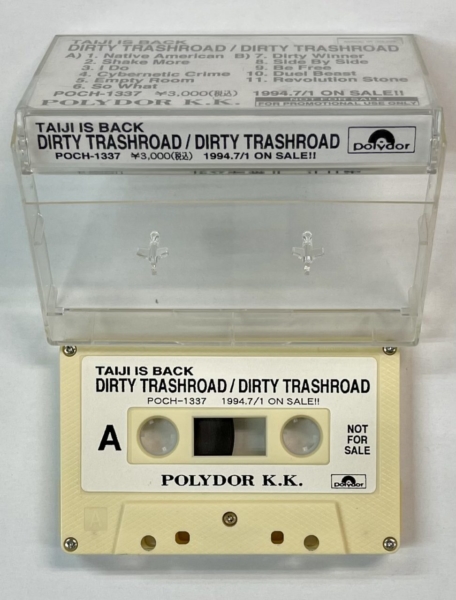 TAIJI IS BACK
DIRTY TRASHROAD / DIRTY TRASHROAD
A) 1. Native American B) 7. Dirty Winner
2. Shake More 8. Side By Side
3. I Do 9. Be Free
4. Cybernetic Crime 10. Duel Beast
5. Empty Room 11. Revolution Stone
6. So What
POCH-1337 ¥3,000(税込) 1994.7/1 ON SALE!!
POLYDOR K.K.
NOT FOR SALE
FOR PROMOTIONAL USE ONLY
TAIJI IS BACK
DIRTY TRASHROAD / DIRTY TRASHROAD
POCH-1337 ¥3,000(税込) 1994.7/1 ON SALE!!
Polydor
TAIJI IS BACK
DIRTY TRASHROAD / DIRTY TRASHROAD
POCH-1337 1994.7/1 ON SALE!!
A
NOT
FOR
SALE
POLYDOR K.K.
Polydor